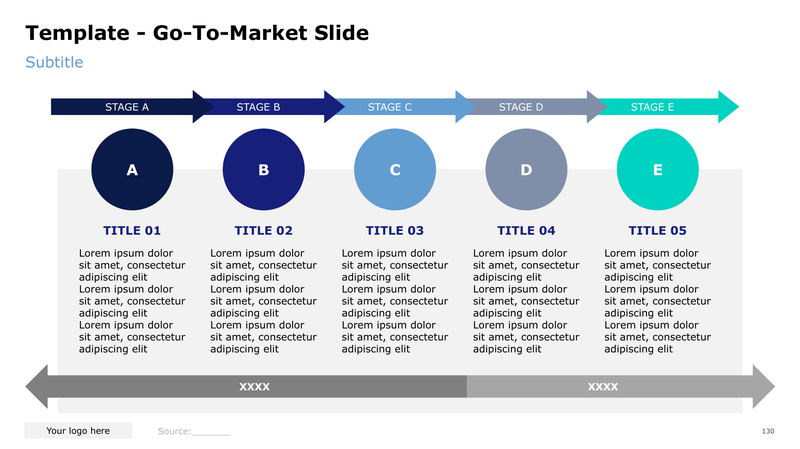 Template - Go-To-Market Slide
Subtitle
STAGE A
STAGE B
STAGE C
STAGE D
STAGE E
A
B
C
D
E
TITLE 01
Lorem ipsum dolor
sit amet, consectetur
adipiscing elit
Lorem ipsum dolor
sit amet, consectetur
adipiscing elit
Lorem ipsum dolor
sit amet, consectetur
adipiscing elit
TITLE 02
Lorem ipsum dolor
sit amet, consectetur
adipiscing elit
Lorem ipsum dolor
sit amet, consectetur
adipiscing elit
Lorem ipsum dolor
sit amet, consectetur
adipiscing elit
TITLE 03
Lorem ipsum dolor
sit amet, consectetur
adipiscing elit
Lorem ipsum dolor
sit amet, consectetur
adipiscing elit
Lorem ipsum dolor
sit amet, consectetur
adipiscing elit
TITLE 04
Lorem ipsum dolor
sit amet, consectetur
adipiscing elit
Lorem ipsum dolor
sit amet, consectetur
adipiscing elit
Lorem ipsum dolor
sit amet, consectetur
adipiscing elit
TITLE 05
Lorem ipsum dolor
sit amet, consectetur
adipiscing elit
Lorem ipsum dolor
sit amet, consectetur
adipiscing elit
Lorem ipsum dolor
sit amet, consectetur
adipiscing elit
XXXX
XXXX
Your logo here
Source:_______
130